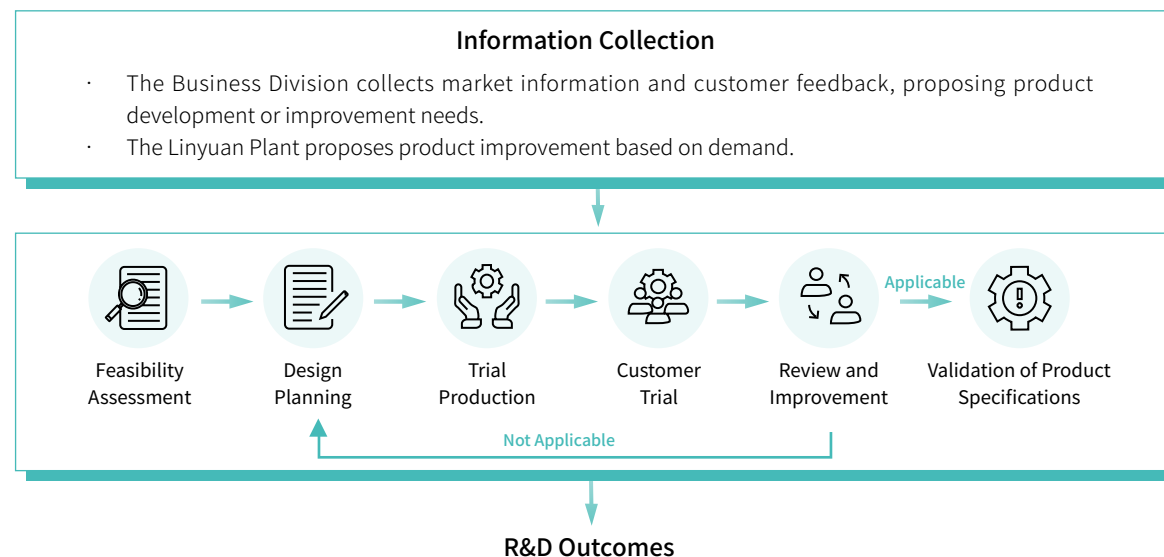 Information Collection
· The Business Division collects market information and customer feedback, proposing product
development or improvement needs.
· The Linyuan Plant proposes product improvement based on demand.
Applicable
Feasibility
Assessment
Design
Planning
Trial
Production
Customer
Trial
Review and
Improvement
Validation of Product
Specifications
Not Applicable
R&D Outcomes